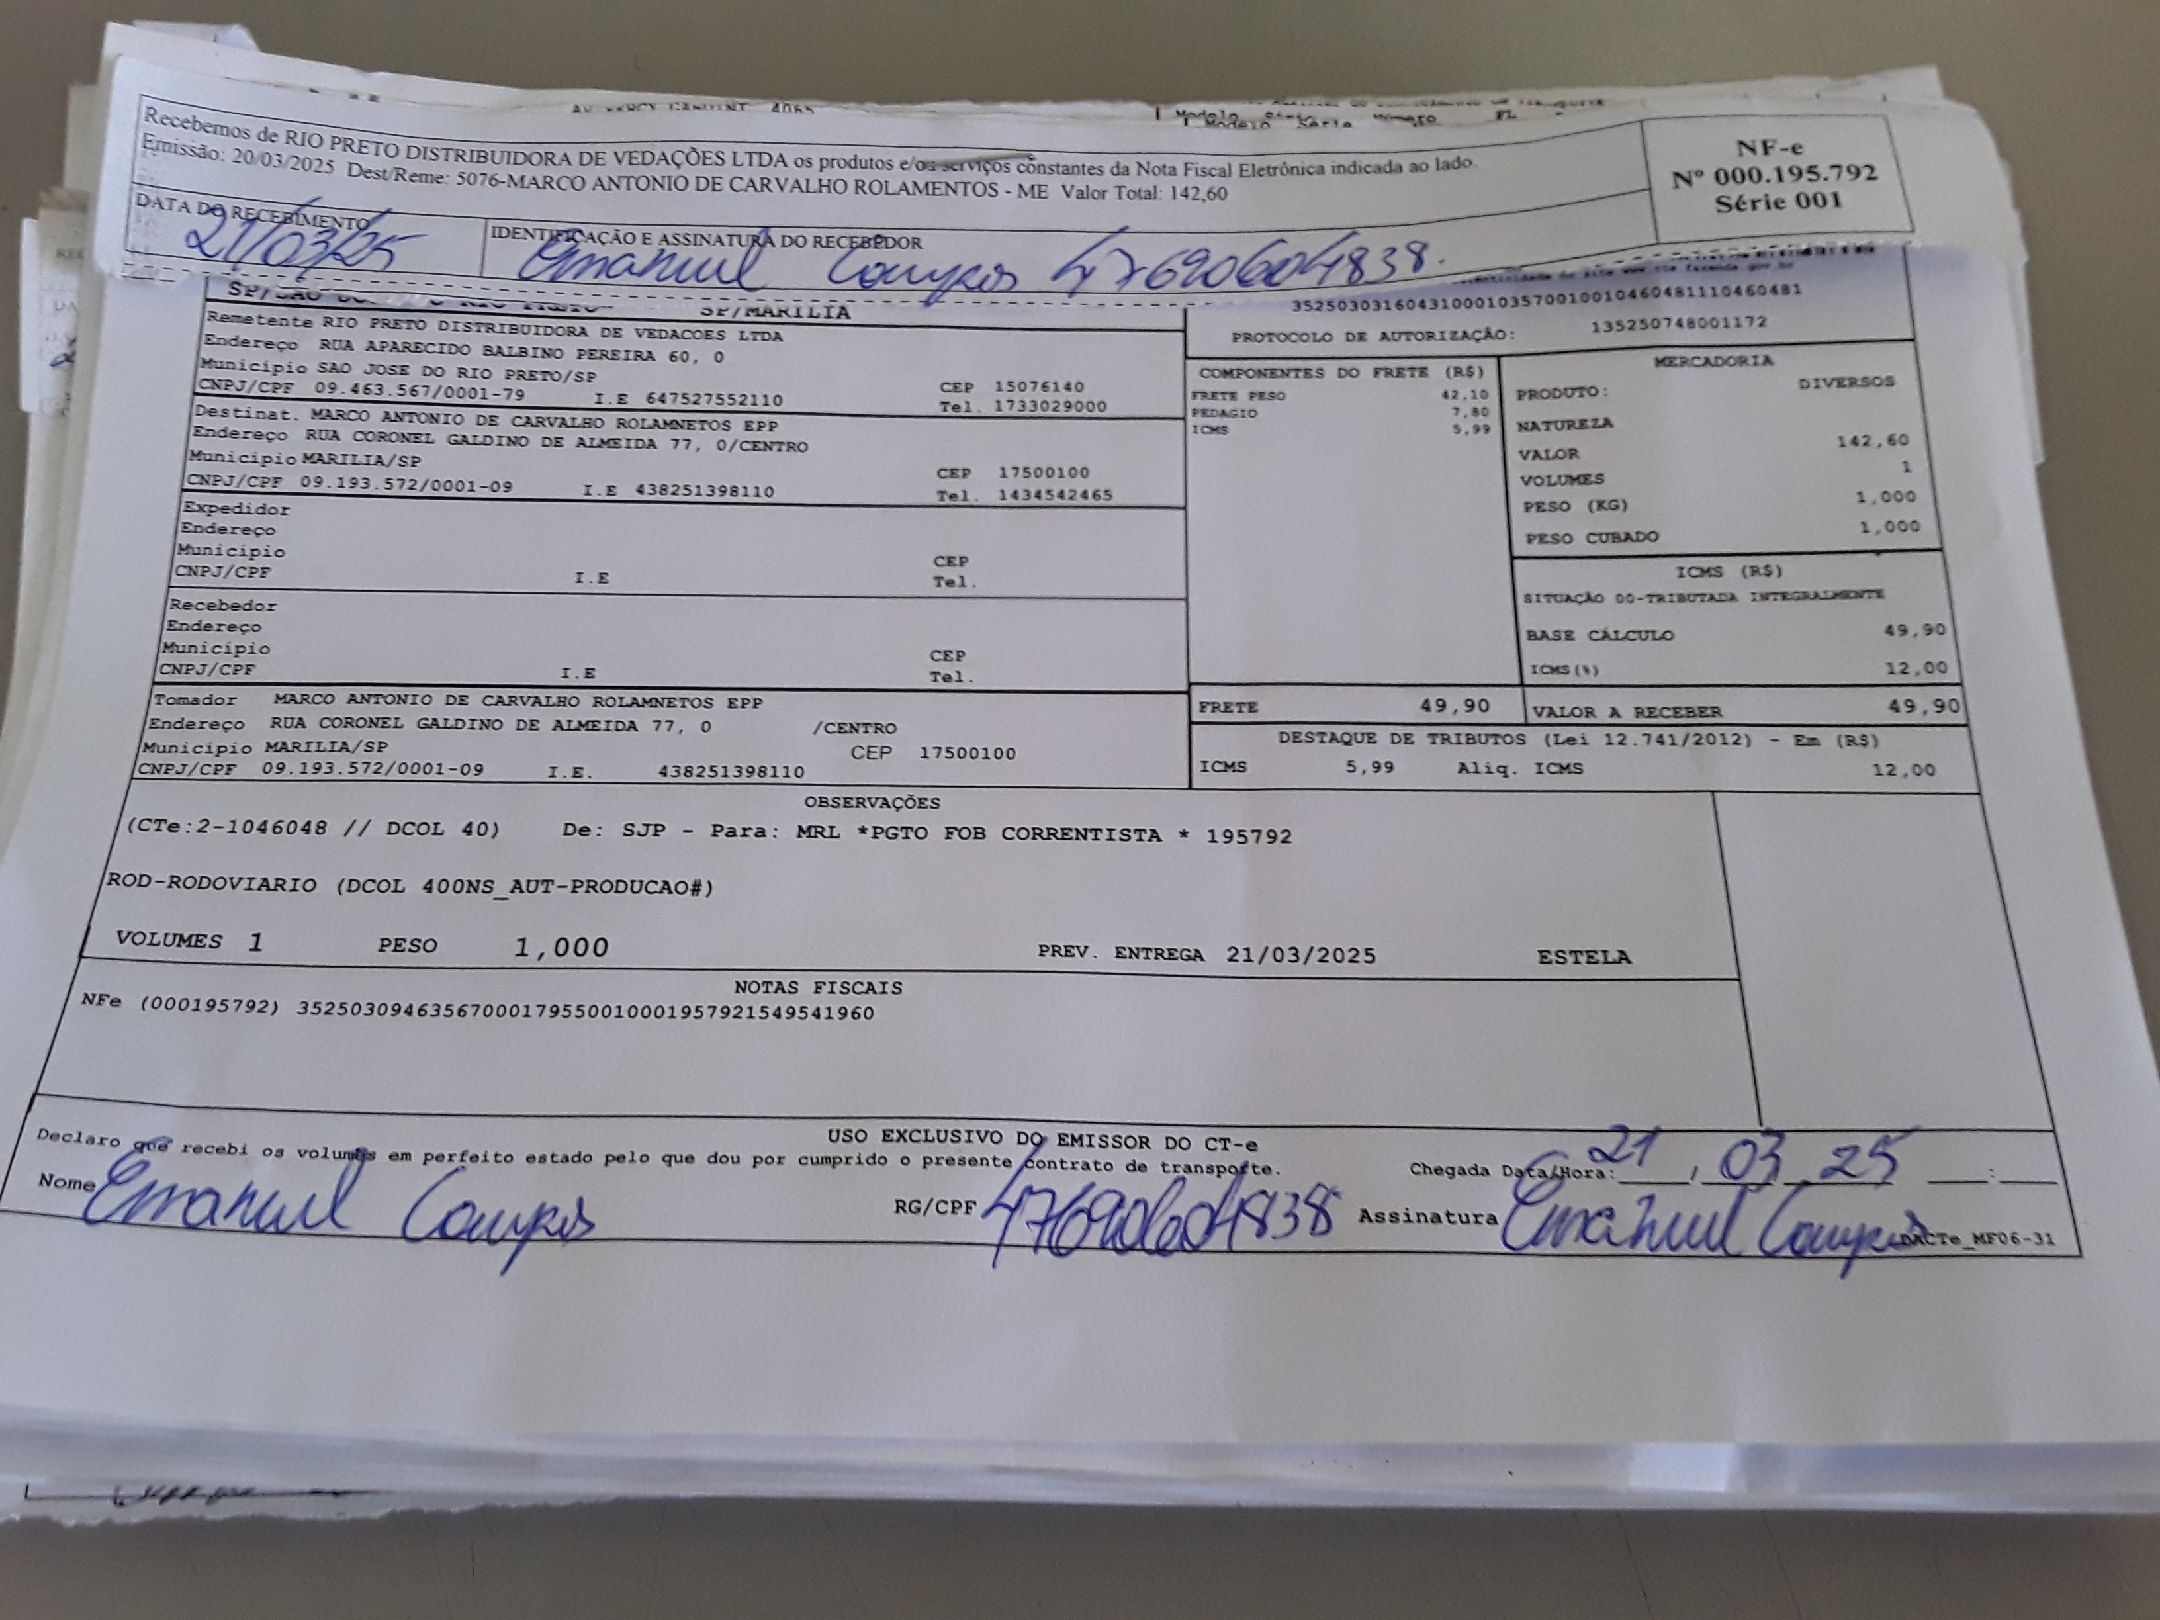 Recebemos de RIO PRETO DISTRIBUIDORA DE VEDAÇÕES LTDA os produtos e/ou serviços constantes da Nota Fiscal Eletrônica indicada ao lado.
Emissão: 20/03/2025 Dest/Reme: 5076-MARCO ANTONIO DE CARVALHO ROLAMENTOS - ME Valor Total: 142,60
NF-e
Nº 000.195.792
Série 001
DATA DO RECEBIMENTO
21/03/25
IDENTIFICAÇÃO E ASSINATURA DO RECEBEDOR
Emanuel Campos 47690604838.
SP/MARILIA
35250303160431000103570010010460481110460481
PROTOCOLO DE AUTORIZAÇÃO: 135250748001172
Remetente RIO PRETO DISTRIBUIDORA DE VEDACOES LTDA
Endereço RUA APARECIDO BALBINO PEREIRA 60, 0
Município SAO JOSE DO RIO PRETO/SP CEP 15076140
CNPJ/CPF 09.463.567/0001-79 I.E 647527552110 Tel. 1733029000
Destinat. MARCO ANTONIO DE CARVALHO ROLAMNETOS EPP
Endereço RUA CORONEL GALDINO DE ALMEIDA 77, 0/CENTRO
Município MARILIA/SP CEP 17500100
CNPJ/CPF 09.193.572/0001-09 I.E 438251398110 Tel. 1434542465
Expedidor
Endereço
Município CEP
CNPJ/CPF I.E Tel.
Recebedor
Endereço
Município CEP
CNPJ/CPF I.E Tel.
Tomador MARCO ANTONIO DE CARVALHO ROLAMNETOS EPP
Endereço RUA CORONEL GALDINO DE ALMEIDA 77, 0 /CENTRO
Município MARILIA/SP CEP 17500100
CNPJ/CPF 09.193.572/0001-09 I.E. 438251398110
COMPONENTES DO FRETE (R$)
FRETE PESO 42,10
PEDAGIO 7,80
ICMS 5,99
MERCADORIA
PRODUTO: DIVERSOS
NATUREZA
VALOR 142,60
VOLUMES 1
PESO (KG) 1,000
PESO CUBADO 1,000
ICMS (R$)
SITUAÇÃO 00-TRIBUTADA INTEGRALMENTE
BASE CÁLCULO 49,90
ICMS(%) 12,00
FRETE 49,90 VALOR A RECEBER 49,90
DESTAQUE DE TRIBUTOS (Lei 12.741/2012) - Em (R$)
ICMS 5,99 Aliq. ICMS 12,00
OBSERVAÇÕES
(CTe:2-1046048 // DCOL 40) De: SJP - Para: MRL *PGTO FOB CORRENTISTA * 195792
ROD-RODOVIARIO (DCOL 400NS_AUT-PRODUCAO#)
VOLUMES 1 PESO 1,000 PREV. ENTREGA 21/03/2025 ESTELA
NOTAS FISCAIS
NFe (000195792) 35250309463567000179550010001957921549541960
USO EXCLUSIVO DO EMISSOR DO CT-e
Declaro que recebi os volumes em perfeito estado pelo que dou por cumprido o presente contrato de transporte. Chegada Data/Hora: 21 / 03 25 :
Nome Emanuel Campos RG/CPF 47690604838 Assinatura Emanuel Campos
DACTe_MF06-31